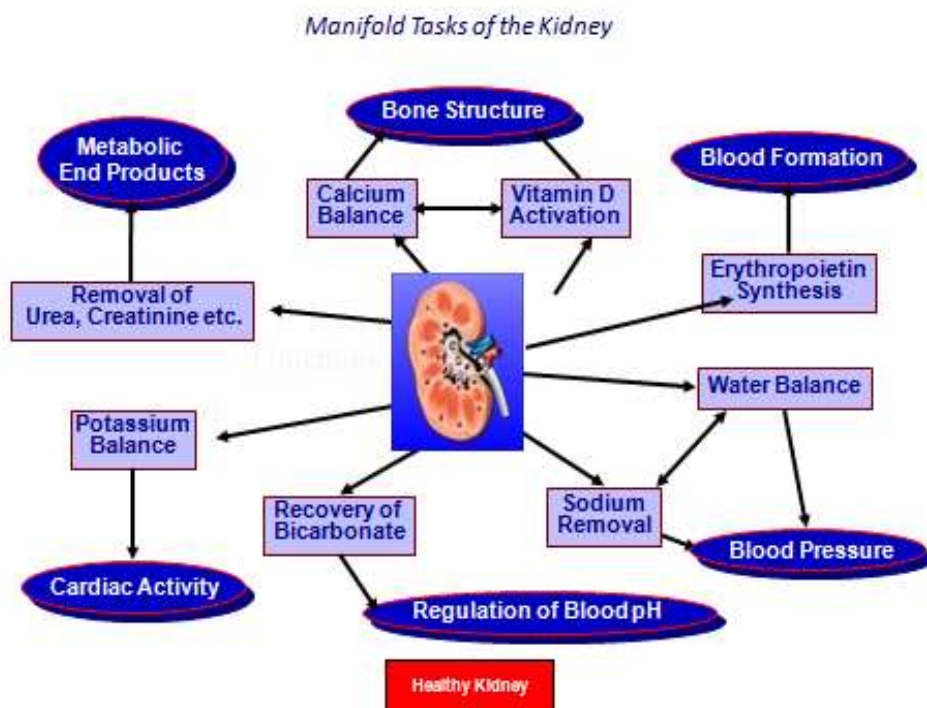 Manifold Tasks of the Kidney
Bone Structure
Metabolic
End Products
Blood Formation
Calcium
Balance
Vitamin D
Activation
Removal of
Urea, Creatinine etc.
Erythropoietin
Synthesis
Water Balance
Potassium
Balance
Recovery of
Bicarbonate
Sodium
Removal
Blood Pressure
Cardiac Activity
Regulation of Blood pH
Healthy Kidney